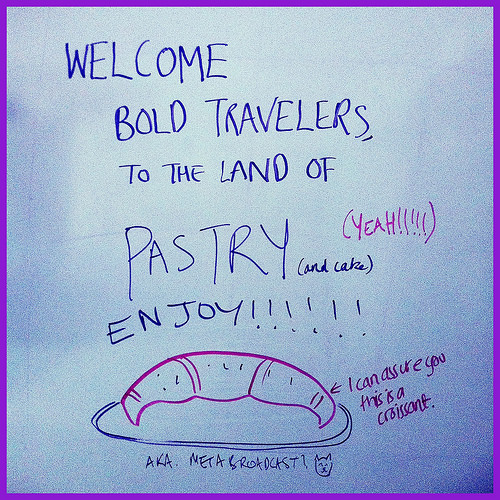 WELCOME
BOLD TRAVELERS,
TO THE LAND OF
PASTRY (and cake)
(YEAH!!!!!)
ENJOY!!!!!!!
← I can assure you
this is a
croissant.
AKA. METABROADCAST!